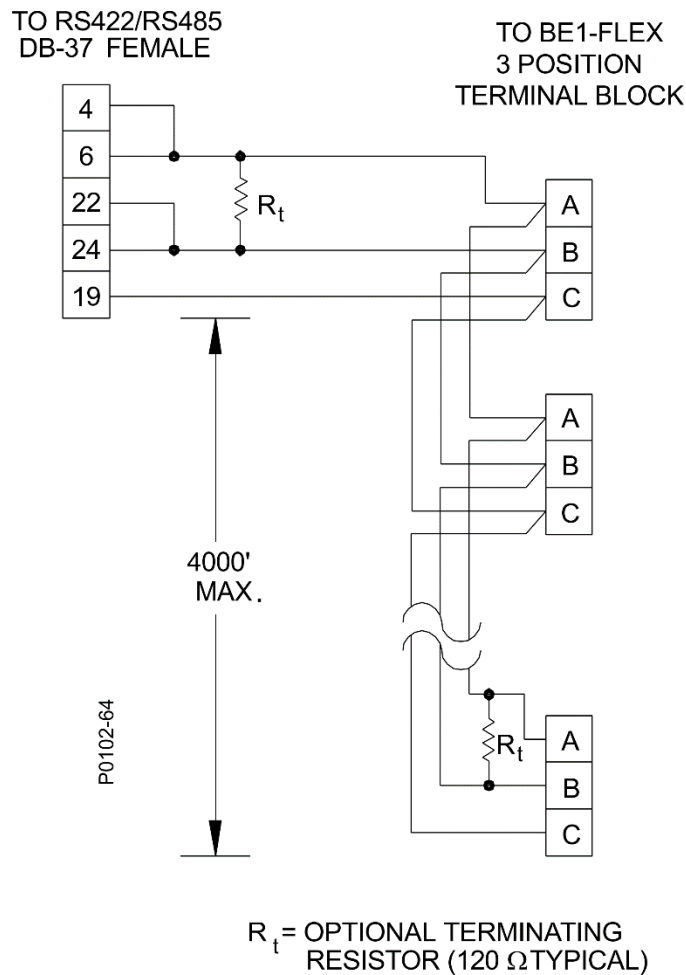 TO RS422/RS485
DB-37 FEMALE
TO BE1-FLEX
3 POSITION
TERMINAL BLOCK
4
6
22
24
19
Rt
A
B
C
A
B
C
4000'
MAX.
P0102-64
Rt
A
B
C
Rt = OPTIONAL TERMINATING
RESISTOR (120 Ω TYPICAL)